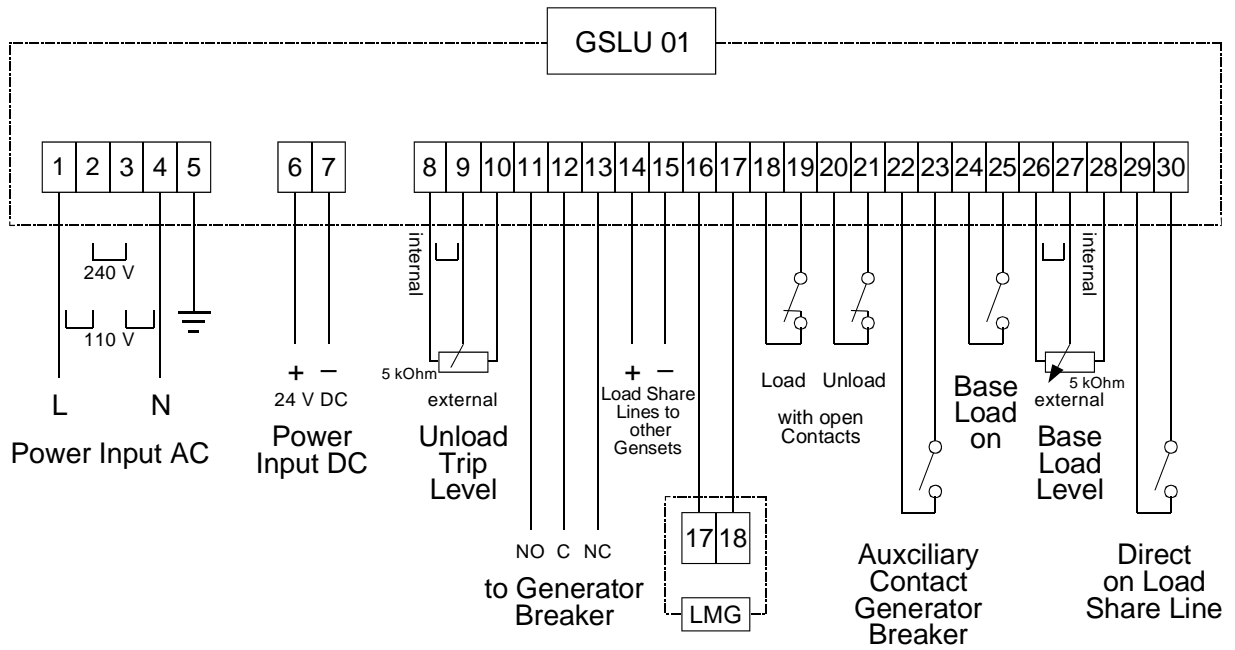 GSLU 01
1 2 3 4 5 6 7 8 9 10 11 12 13 14 15 16 17 18 19 20 21 22 23 24 25 26 27 28 29 30
240 V
110 V
L N
Power Input AC
+ −
24 V DC
Power
Input DC
internal
5 kOhm
external
Unload
Trip
Level
NO C NC
to Generator
Breaker
+ −
Load Share
Lines to
other
Gensets
17 18
LMG
Load Unload
with open
Contacts
Auxciliary
Contact
Generator
Breaker
Base
Load
on
internal
5 kOhm
external
Base
Load
Level
Direct
on Load
Share Line